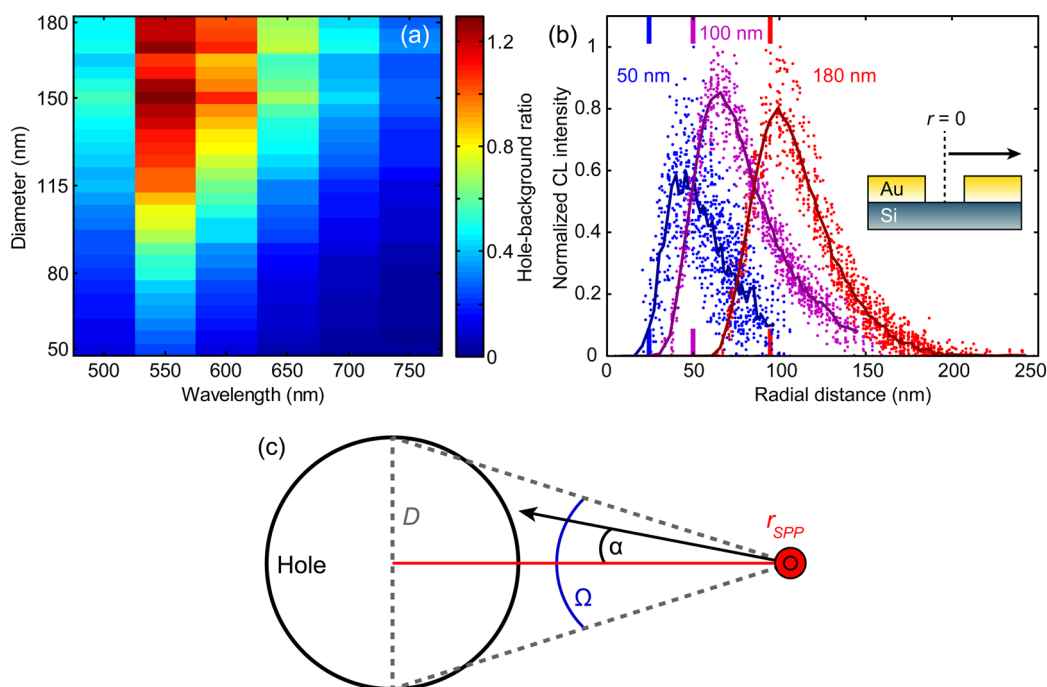 (a)
180
150
115
80
50
Diameter (nm)
500 550 600 650 700 750
Wavelength (nm)
1.2
0.8
0.4
0
Hole-background ratio
(b)
1
0.8
0.6
0.4
0.2
0
Normalized CL intensity
50 nm
100 nm
180 nm
r = 0
Au
Si
0 50 100 150 200 250
Radial distance (nm)
(c)
D
Hole
α
Ω
r_SPP